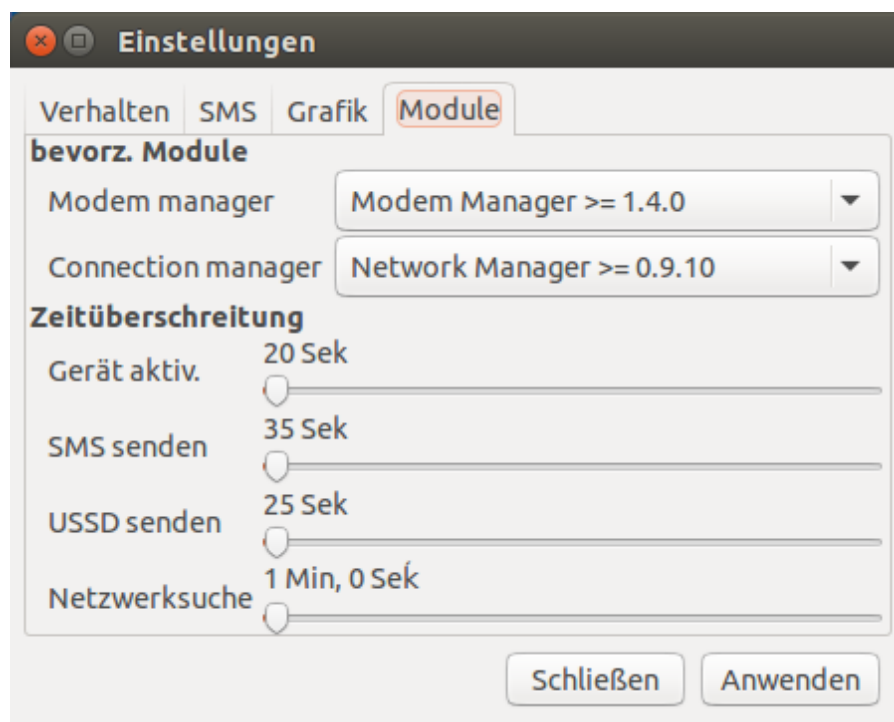 Einstellungen
Verhalten SMS Grafik Module
bevorz. Module
Modem manager Modem Manager >= 1.4.0
Connection manager Network Manager >= 0.9.10
Zeitüberschreitung
20 Sek
Gerät aktiv.
35 Sek
SMS senden
25 Sek
USSD senden
1 Min, 0 Seḱ
Netzwerksuche
Schließen Anwenden